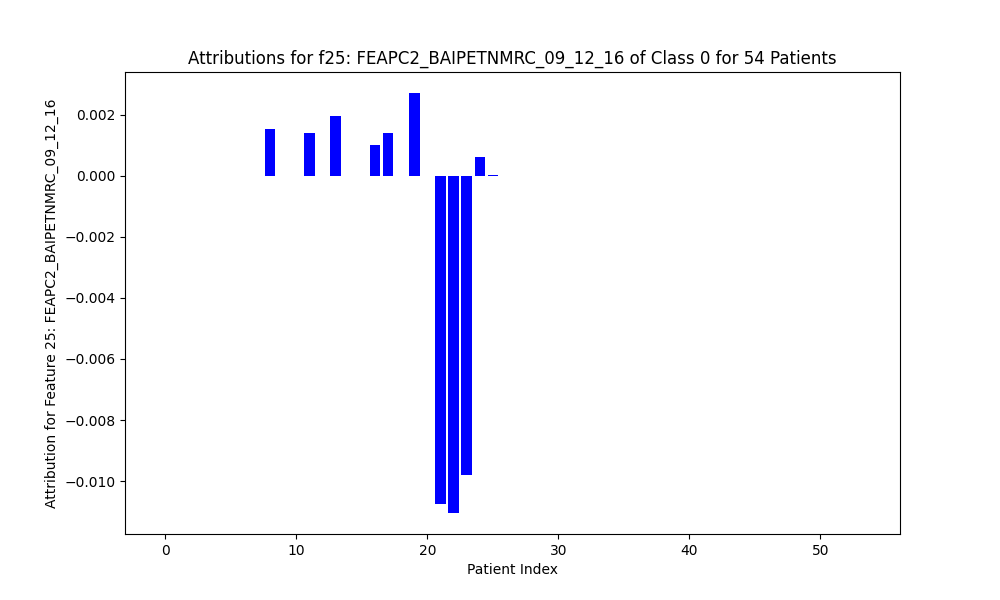 Attributions for f25: FEAPC2_BAIPETNMRC_09_12_16 of Class 0 for 54 Patients
Attribution for Feature 25: FEAPC2_BAIPETNMRC_09_12_16
0.002
0.000
−0.002
−0.004
−0.006
−0.008
−0.010
0 10 20 30 40 50
Patient Index